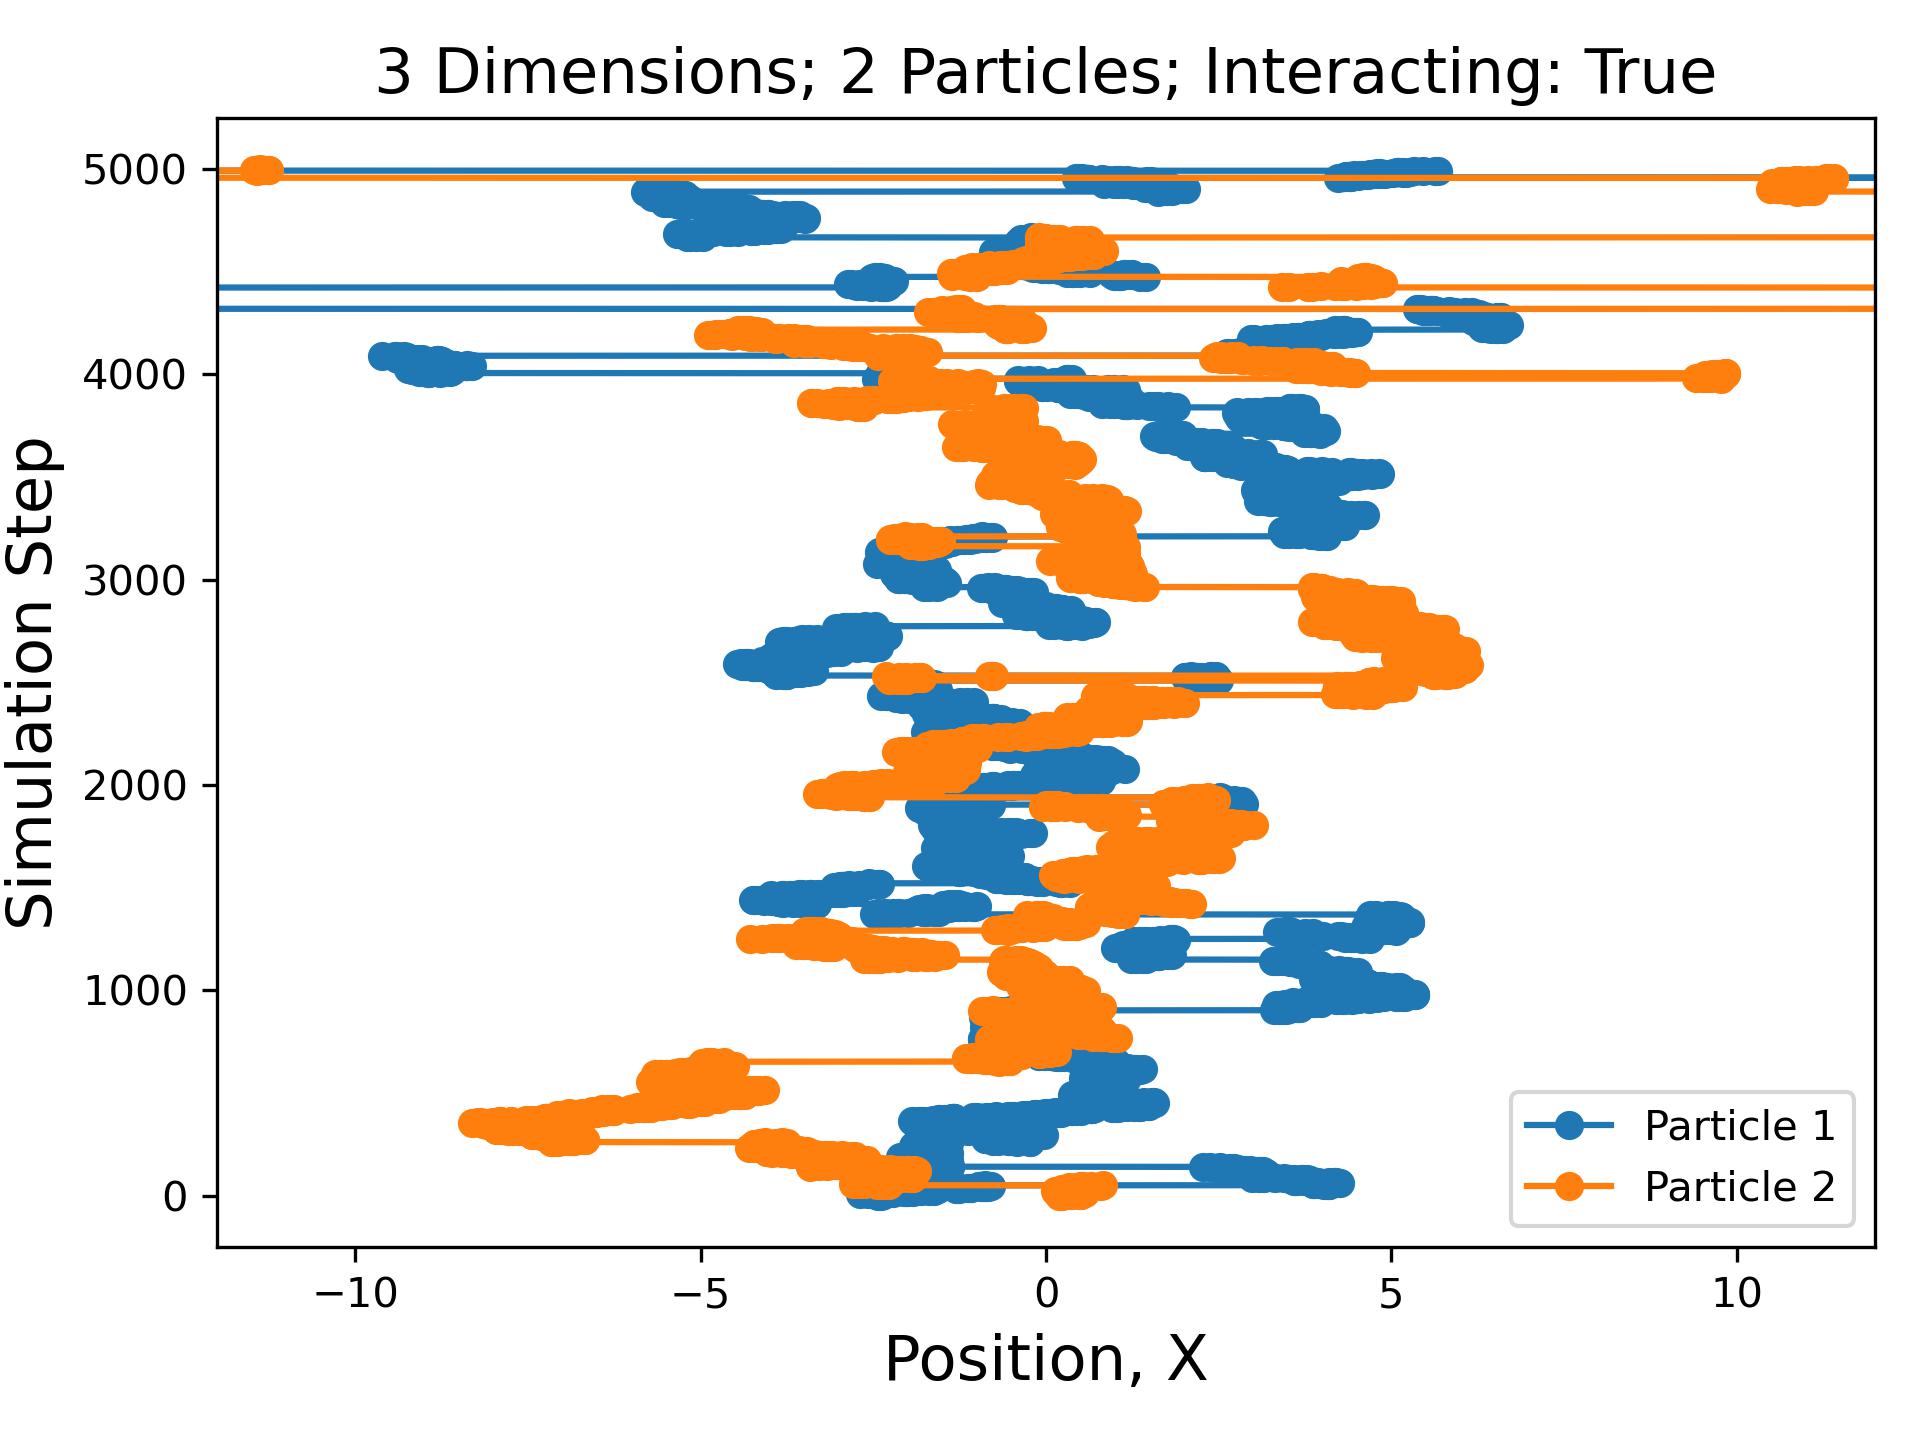 3 Dimensions; 2 Particles; Interacting: True
Simulation Step
5000
4000
3000
2000
1000
0
−10
−5
0
5
10
Position, X
Particle 1
Particle 2